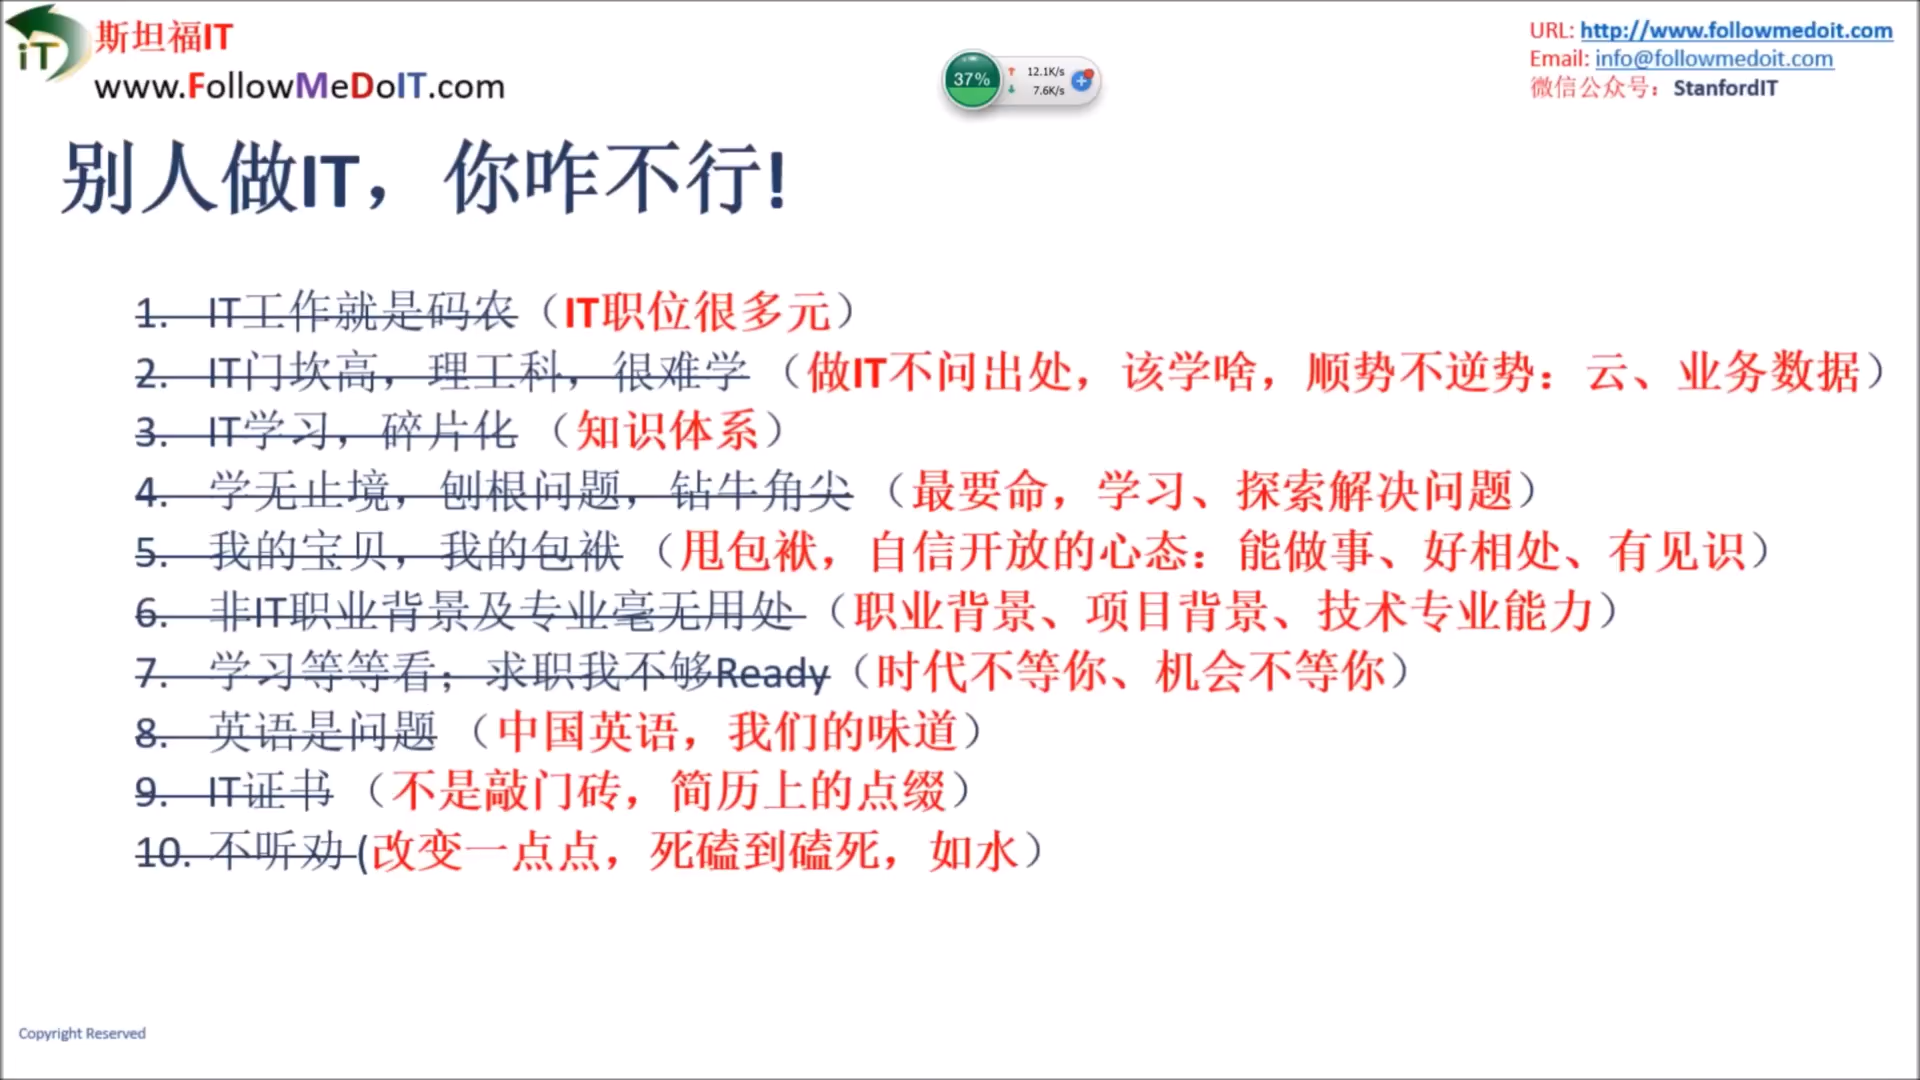 iT
斯坦福IT
www.FollowMeDoIT.com
37%
12.1K/s
7.6K/s
URL: http://www.followmedoit.com
Email: info@followmedoit.com
微信公众号：StanfordIT
别人做IT，你咋不行!
1. IT工作就是码农（IT职位很多元）
2. IT门坎高，理工科，很难学（做IT不问出处，该学啥，顺势不逆势：云、业务数据）
3. IT学习，碎片化（知识体系）
4. 学无止境，刨根问题，钻牛角尖（最要命，学习、探索解决问题）
5. 我的宝贝，我的包袱（甩包袱，自信开放的心态：能做事、好相处、有见识）
6. 非IT职业背景及专业毫无用处（职业背景、项目背景、技术专业能力）
7. 学习等等看；求职我不够Ready（时代不等你、机会不等你）
8. 英语是问题（中国英语，我们的味道）
9. IT证书（不是敲门砖，简历上的点缀）
10. 不听劝(改变一点点，死磕到磕死，如水）
Copyright Reserved